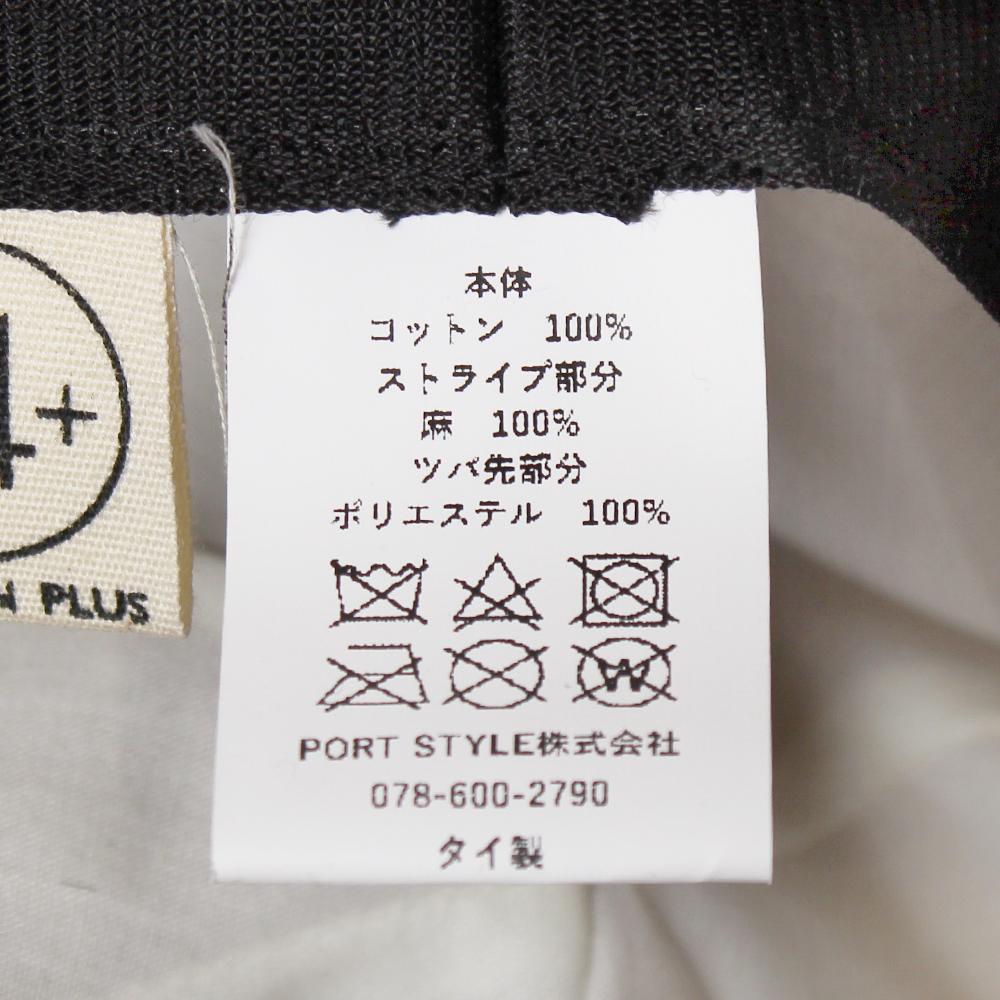 4+
PLUS
本体
コットン 100%
ストライプ部分
麻 100%
ツバ先部分
ポリエステル 100%
W
PORT STYLE株式会社
078-600-2790
タイ製